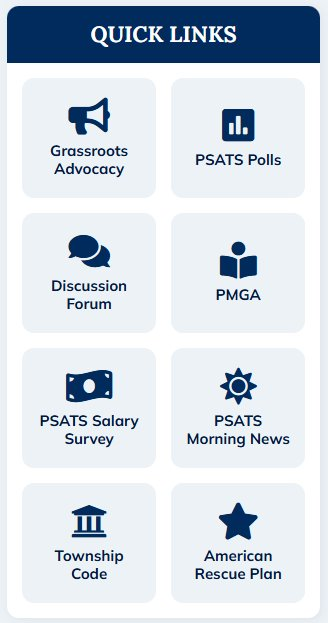 QUICK LINKS
Grassroots
Advocacy
PSATS Polls
Discussion
Forum
PMGA
PSATS Salary
Survey
PSATS
Morning News
Township
Code
American
Rescue Plan